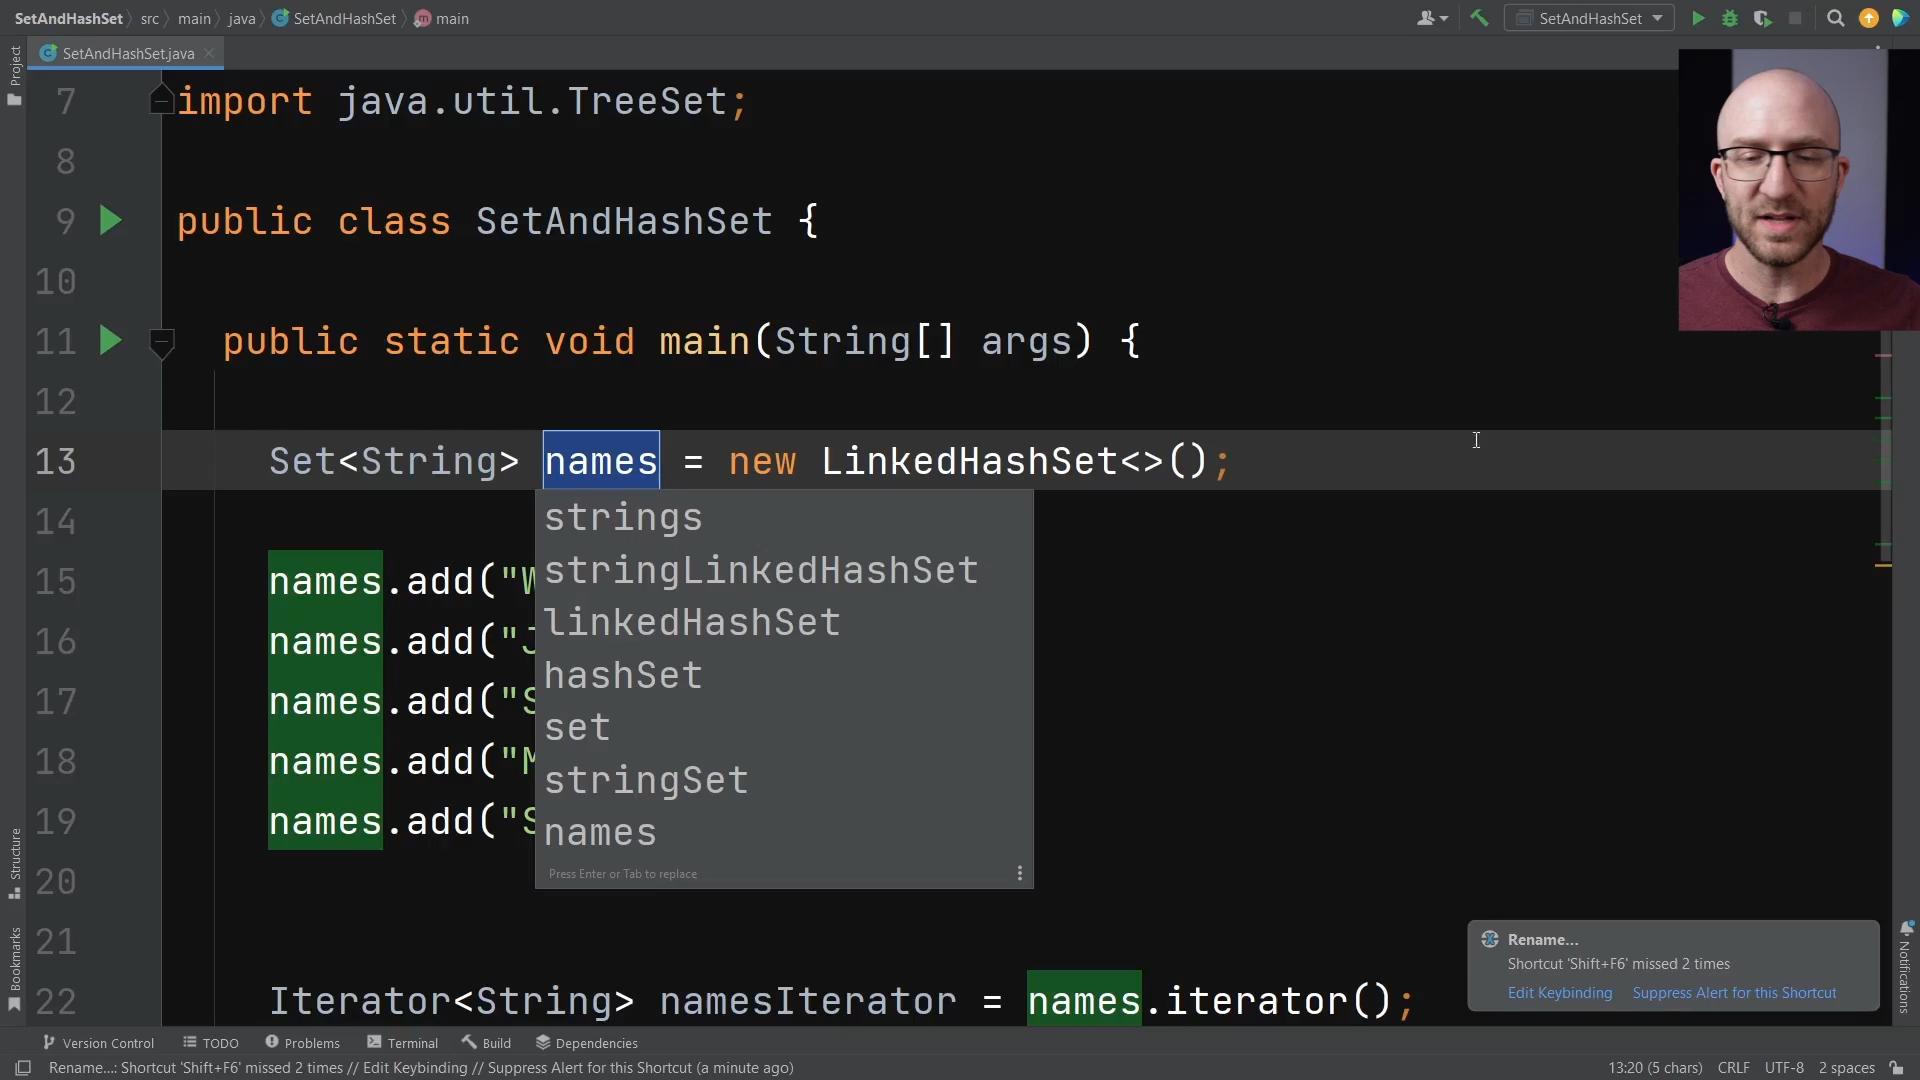 SetAndHashSet src main java SetAndHashSet main
SetAndHashSet
SetAndHashSet.java
Project
7 import java.util.TreeSet;
8
9 public class SetAndHashSet {
10
11 public static void main(String[] args) {
12
13 Set<String> names = new LinkedHashSet<>();
14
strings
15 names.add("W
stringLinkedHashSet
16 names.add("J
linkedHashSet
17 names.add("S
hashSet
set
18 names.add("M
stringSet
19 names.add("S
names
20
Press Enter or Tab to replace
21
22 Iterator<String> namesIterator = names.iterator();
Structure
Bookmarks
Notifications
Rename...
Shortcut 'Shift+F6' missed 2 times
Edit Keybinding Suppress Alert for this Shortcut
Version Control TODO Problems Terminal Build Dependencies
Rename...: Shortcut 'Shift+F6' missed 2 times // Edit Keybinding // Suppress Alert for this Shortcut (a minute ago)
13:20 (5 chars) CRLF UTF-8 2 spaces